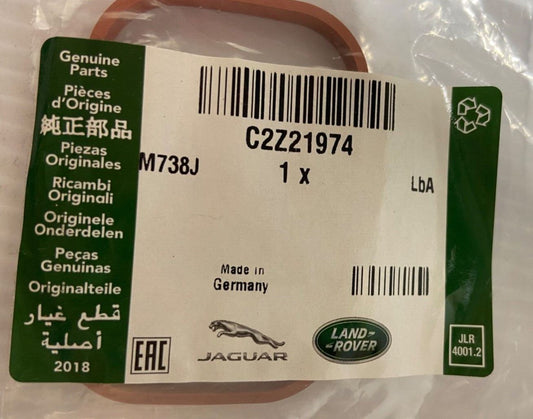 Genuine
Parts
Pièces
d'Origine
純正部品
Piezas
Originales
Ricambi
Originali
Originele
Onderdelen
Peças
Genuinas
Originalteile
قطع غيار
أصلية
2018
C2Z21974
M738J
1 x
LbA
Made in
Germany
EAC
JAGUAR
LAND-
-ROVER
JLR
4001.2